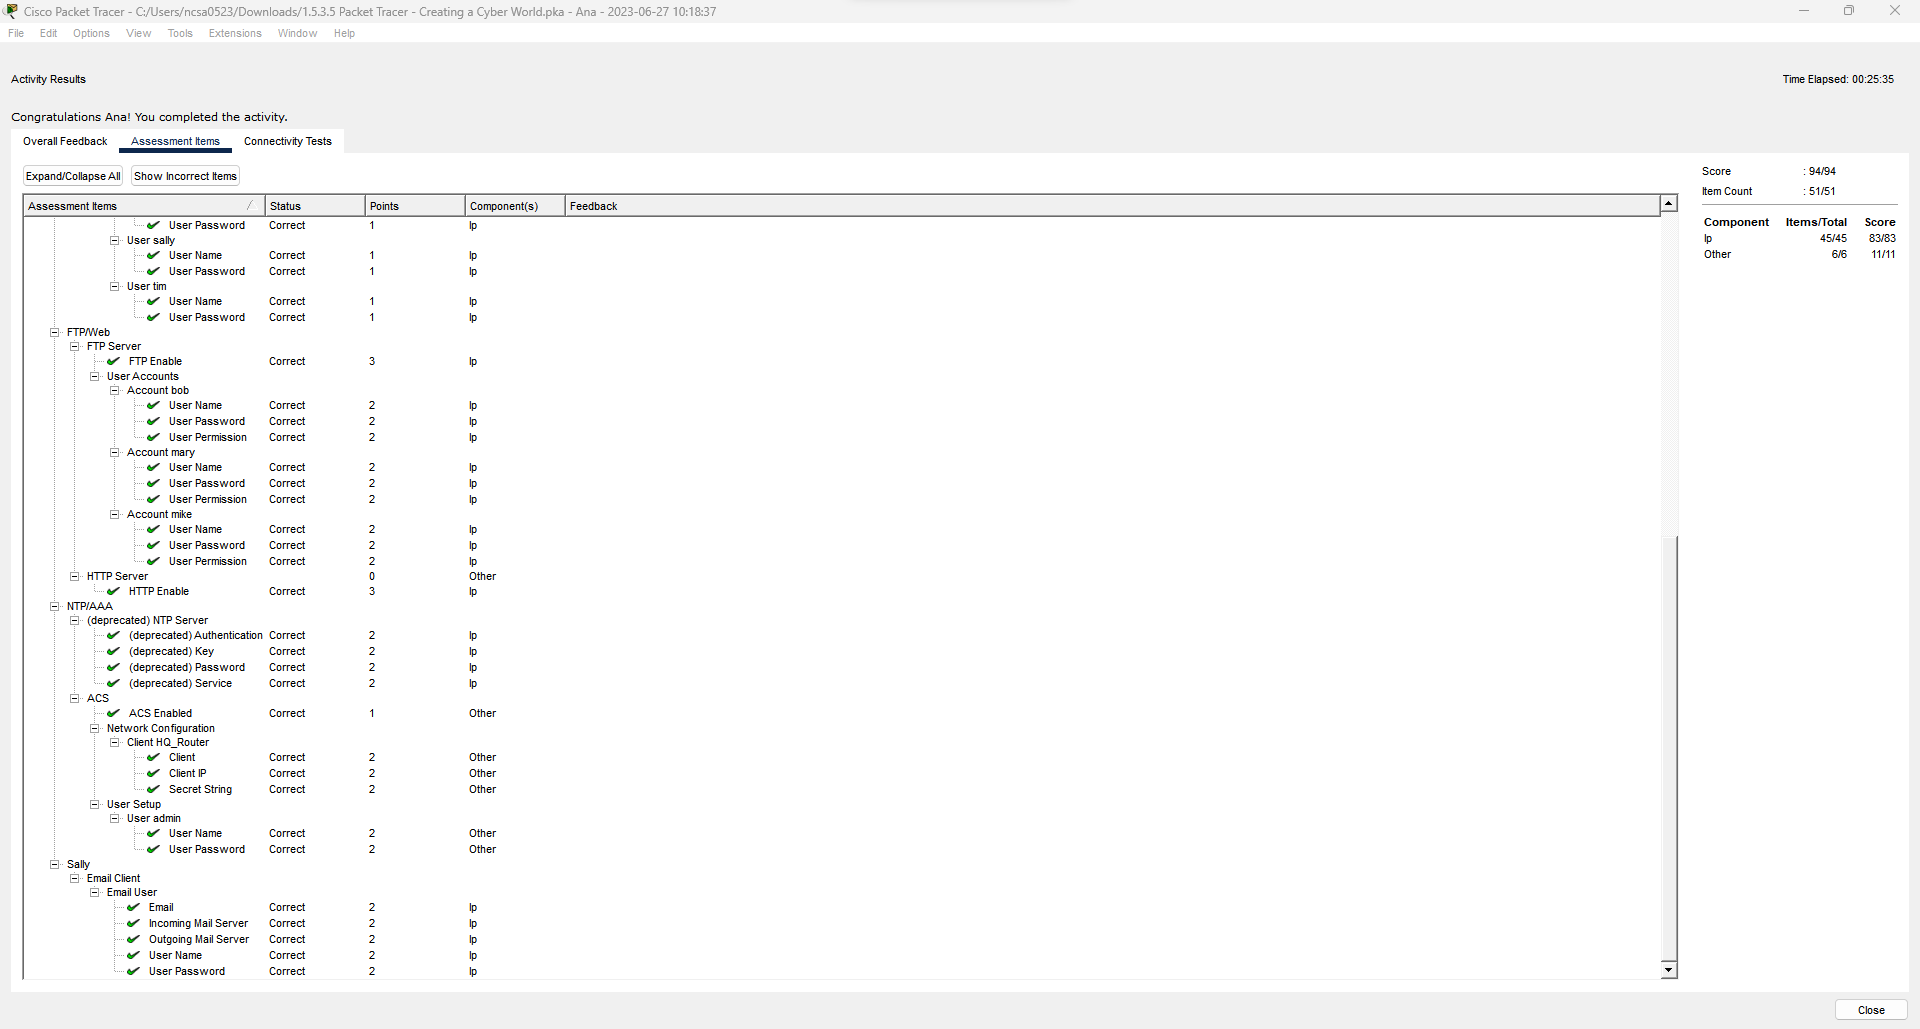 Cisco Packet Tracer - C:/Users/ncsa0523/Downloads/1.5.3.5 Packet Tracer - Creating a Cyber World.pka - Ana - 2023-06-27 10:18:37
File Edit Options View Tools Extensions Window Help
Activity Results
Time Elapsed: 00:25:35
Congratulations Ana! You completed the activity.
Overall Feedback Assessment Items Connectivity Tests
Expand/Collapse All Show Incorrect Items
Assessment Items Status Points Component(s) Feedback
User Password Correct 1 Ip
User sally
User Name Correct 1 Ip
User Password Correct 1 Ip
User tim
User Name Correct 1 Ip
User Password Correct 1 Ip
FTP/Web
FTP Server
FTP Enable Correct 3 Ip
User Accounts
Account bob
User Name Correct 2 Ip
User Password Correct 2 Ip
User Permission Correct 2 Ip
Account mary
User Name Correct 2 Ip
User Password Correct 2 Ip
User Permission Correct 2 Ip
Account mike
User Name Correct 2 Ip
User Password Correct 2 Ip
User Permission Correct 2 Ip
HTTP Server 0 Other
HTTP Enable Correct 3 Ip
NTP/AAA
(deprecated) NTP Server
(deprecated) Authentication Correct 2 Ip
(deprecated) Key Correct 2 Ip
(deprecated) Password Correct 2 Ip
(deprecated) Service Correct 2 Ip
ACS
ACS Enabled Correct 1 Other
Network Configuration
Client HQ_Router
Client Correct 2 Other
Client IP Correct 2 Other
Secret String Correct 2 Other
User Setup
User admin
User Name Correct 2 Other
User Password Correct 2 Other
Sally
Email Client
Email User
Email Correct 2 Ip
Incoming Mail Server Correct 2 Ip
Outgoing Mail Server Correct 2 Ip
User Name Correct 2 Ip
User Password Correct 2 Ip
Score : 94/94
Item Count : 51/51
Component Items/Total Score
Ip 45/45 83/83
Other 6/6 11/11
Close